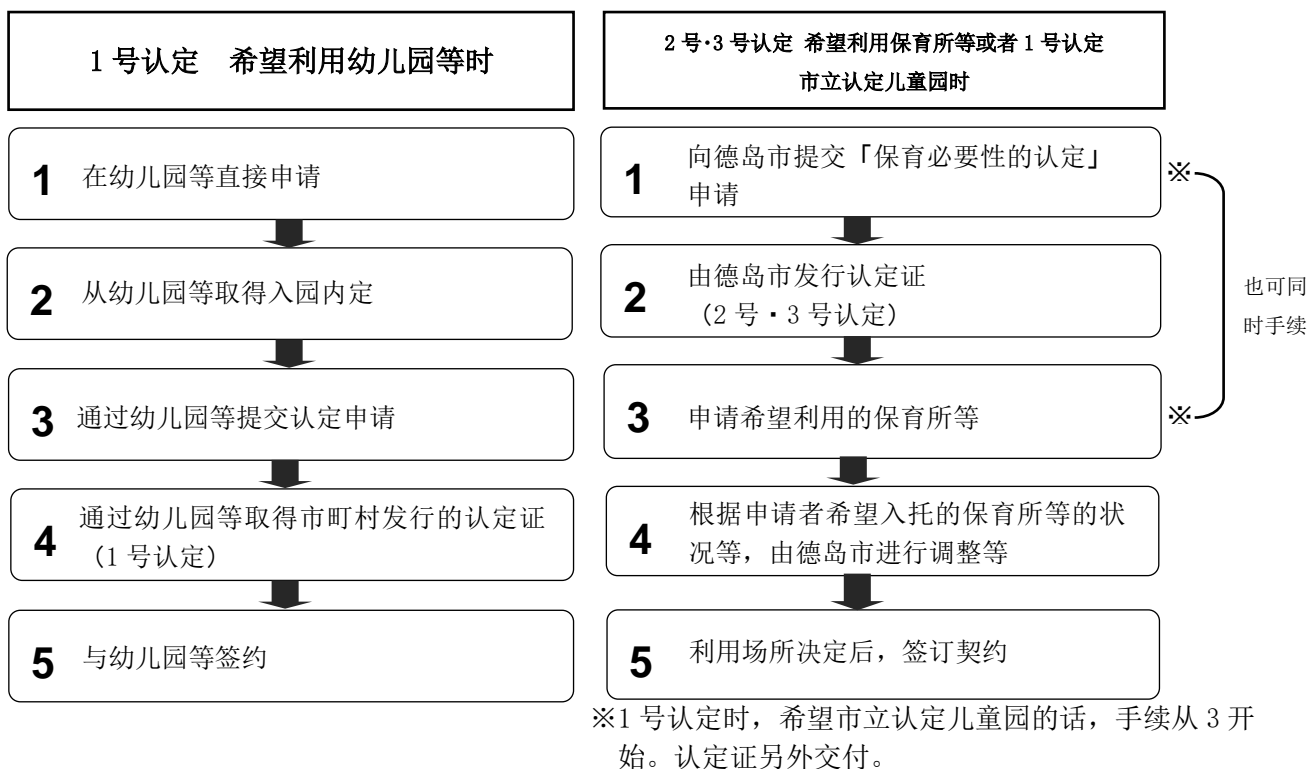 1号认定　希望利用幼儿园等时
1 在幼儿园等直接申请
2 从幼儿园等取得入园内定
3 通过幼儿园等提交认定申请
4 通过幼儿园等取得市町村发行的认定证
（1号认定）
5 与幼儿园等签约
2号･3号认定 希望利用保育所等或者1号认定
市立认定儿童园时
1 向德岛市提交「保育必要性的认定」
申请
※
2 由德岛市发行认定证
（2号・3号认定）
3 申请希望利用的保育所等
※
也可同
时手续
4 根据申请者希望入托的保育所等的状
况等，由德岛市进行调整等
5 利用场所决定后，签订契约
※1号认定时，希望市立认定儿童园的话，手续从3开
始。认定证另外交付。